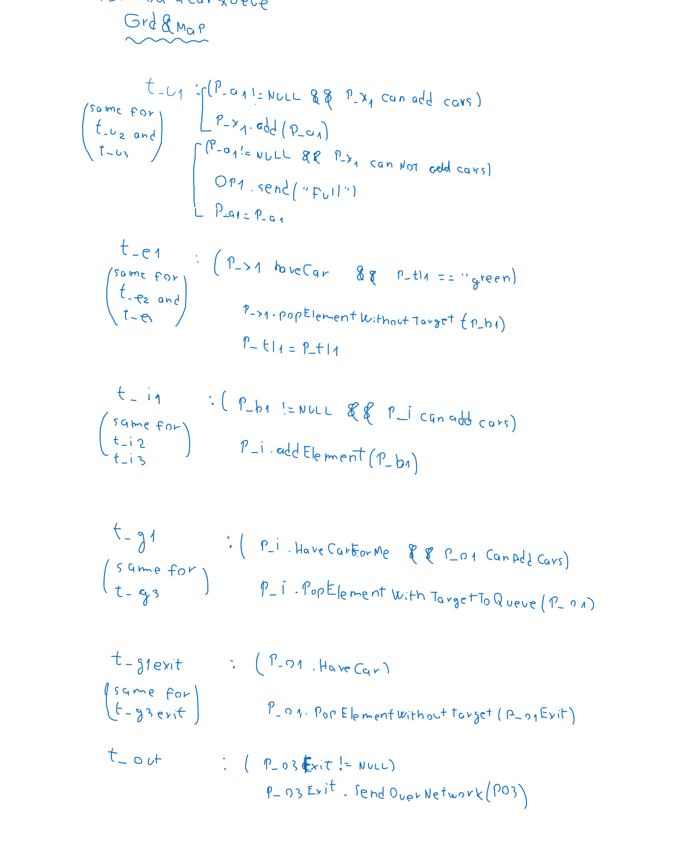 Grd&Map
t_u1 : (P_a1 != NULL && P_x1 can add cars)
(same for t_u2 and t_u3)
P_x1.add(P_a1)
(P_a1 != NULL && P_x1 can Not add cars)
OP1.send("Full")
P_a1 = P_a1
t_e1 : (P_x1 haveCar && P_tl1 == "green)
(same for t_e2 and t_e3)
P_x1.popElementWithoutTarget(P_b1)
P_tl1 = P_tl1
t_i1 : (P_b1 != NULL && P_i can add cars)
(same for t_i2 t_i3
P_i.addElement(P_b1)
t_g1 : (P_i.HaveCarForMe && P_o1 CanAddCars)
(same for t_g3)
P_i.PopElementWithTargetToQueue(P_o1)
t_g1exit : (P_o1.HaveCar)
(same for t_g3exit)
P_o1.PopElementWithoutTarget(P_o1Exit)
t_out : (P_o3Exit != NULL)
P_o3Exit.SendOverNetwork(PO3)